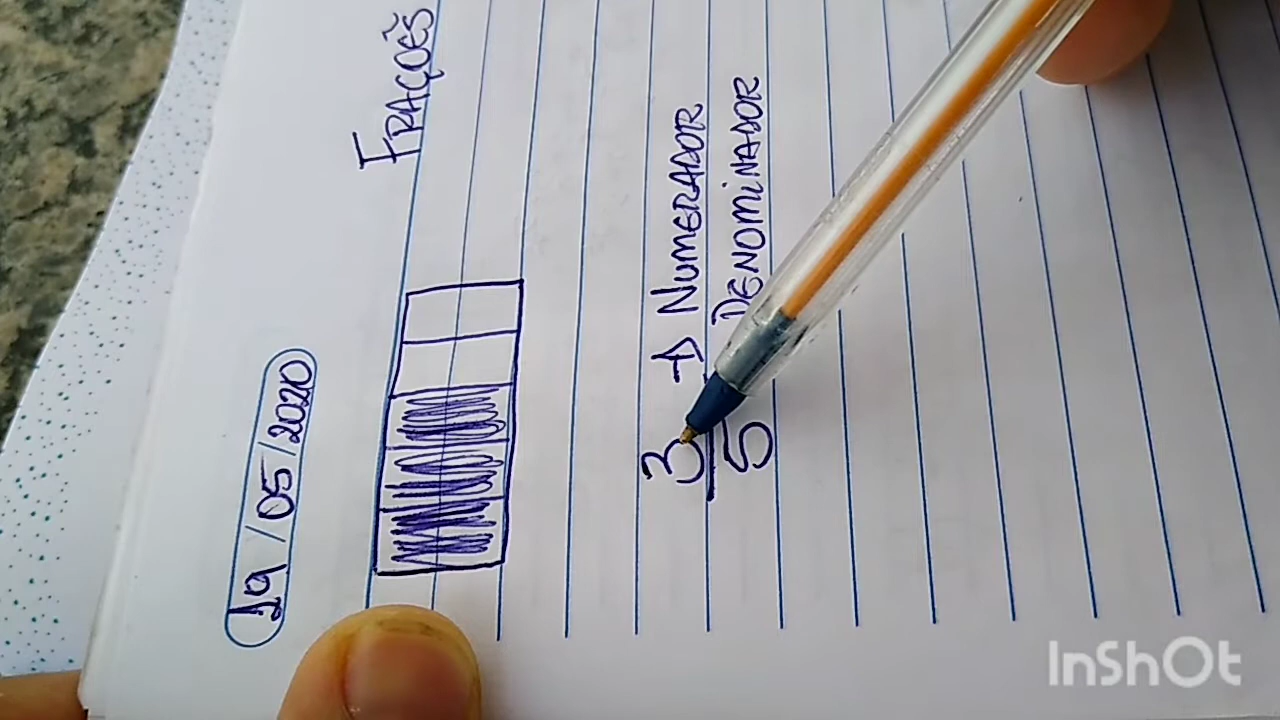 19/05/2020
FRAÇÕES
3 → NUMERADOR
5 DENOMINADOR
InShOt